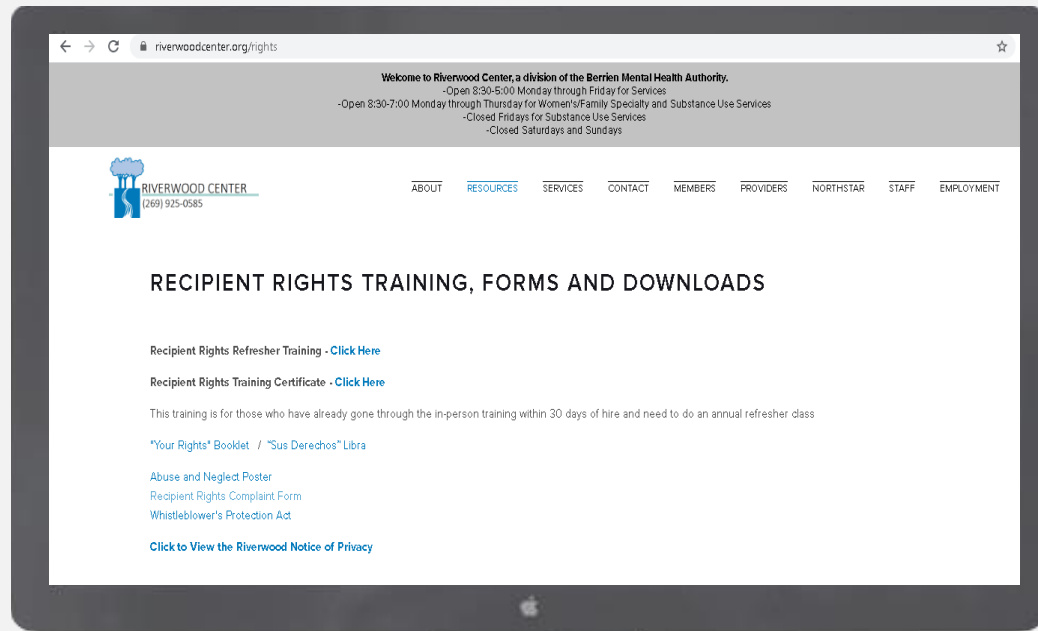 riverwoodcenter.org/rights
Welcome to Riverwood Center, a division of the Berrien Mental Health Authority.
-Open 8:30-5:00 Monday through Friday for Services
-Open 8:30-7:00 Monday through Thursday for Women's/Family Specialty and Substance Use Services
-Closed Fridays for Substance Use Services
-Closed Saturdays and Sundays
RIVERWOOD CENTER
(269) 925-0585
ABOUT RESOURCES SERVICES CONTACT MEMBERS PROVIDERS NORTHSTAR STAFF EMPLOYMENT
RECIPIENT RIGHTS TRAINING, FORMS AND DOWNLOADS
Recipient Rights Refresher Training - Click Here
Recipient Rights Training Certificate - Click Here
This training is for those who have already gone through the in-person training within 30 days of hire and need to do an annual refresher class
"Your Rights" Booklet / "Sus Derechos" Libra
Abuse and Neglect Poster
Recipient Rights Complaint Form
Whistleblower's Protection Act
Click to View the Riverwood Notice of Privacy